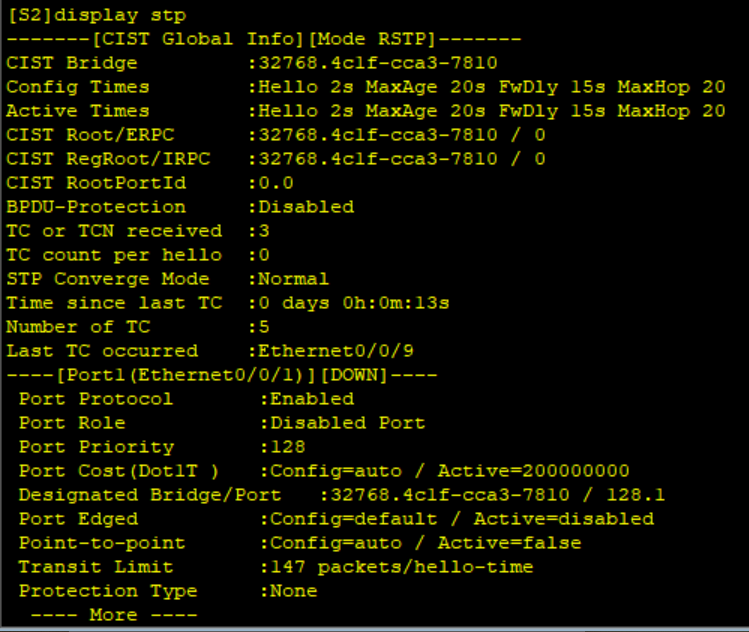 [S2]display stp
-------[CIST Global Info][Mode RSTP]-------
CIST Bridge         :32768.4c1f-cca3-7810
Config Times        :Hello 2s MaxAge 20s FwDly 15s MaxHop 20
Active Times        :Hello 2s MaxAge 20s FwDly 15s MaxHop 20
CIST Root/ERPC      :32768.4c1f-cca3-7810 / 0
CIST RegRoot/IRPC   :32768.4c1f-cca3-7810 / 0
CIST RootPortId     :0.0
BPDU-Protection     :Disabled
TC or TCN received  :3
TC count per hello  :0
STP Converge Mode   :Normal
Time since last TC  :0 days 0h:0m:13s
Number of TC        :5
Last TC occurred    :Ethernet0/0/9
----[Port1(Ethernet0/0/1)][DOWN]----
 Port Protocol       :Enabled
 Port Role           :Disabled Port
 Port Priority       :128
 Port Cost(Dot1T )   :Config=auto / Active=200000000
 Designated Bridge/Port   :32768.4c1f-cca3-7810 / 128.1
 Port Edged          :Config=default / Active=disabled
 Point-to-point      :Config=auto / Active=false
 Transit Limit       :147 packets/hello-time
 Protection Type     :None
  ---- More ----